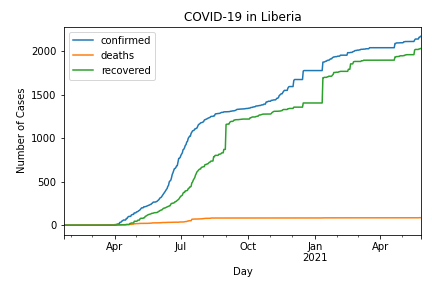 COVID-19 in Liberia
confirmed
deaths
recovered
Number of Cases
2000
1500
1000
500
0
Apr Jul Oct Jan Apr
2021
Day